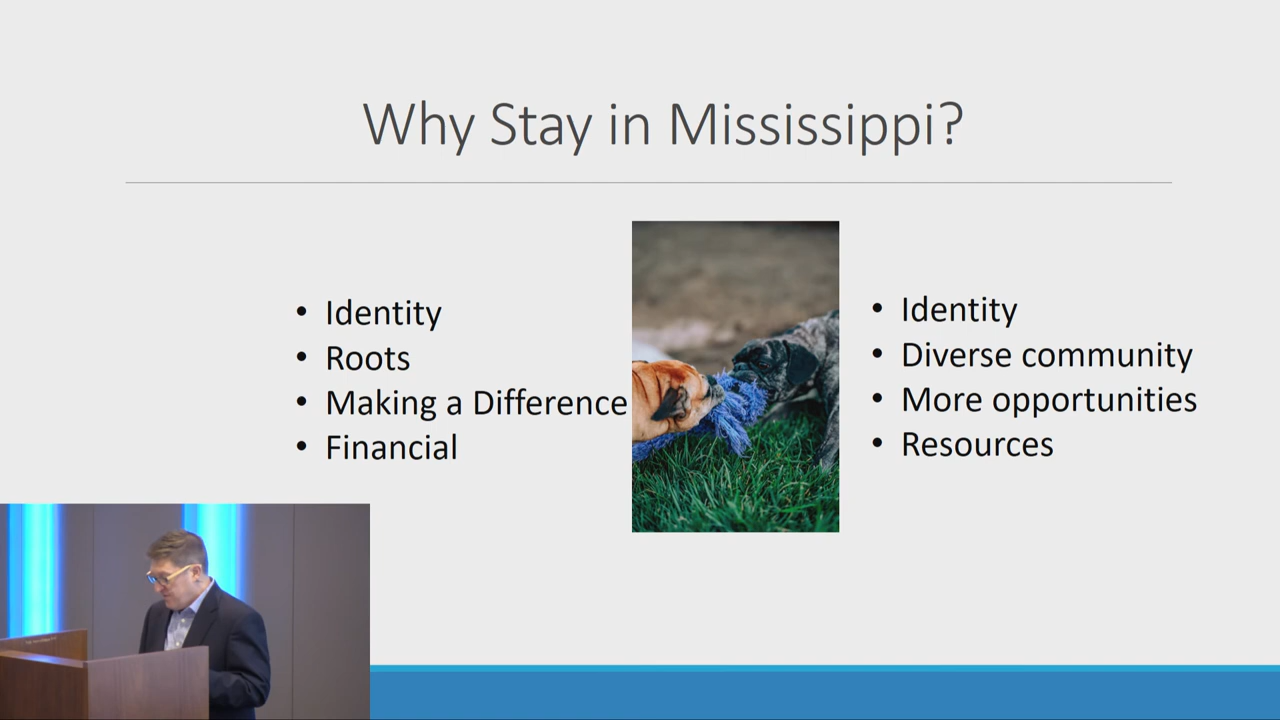 Why Stay in Mississippi?
• Identity
• Roots
• Making a Difference
• Financial
• Identity
• Diverse community
• More opportunities
• Resources